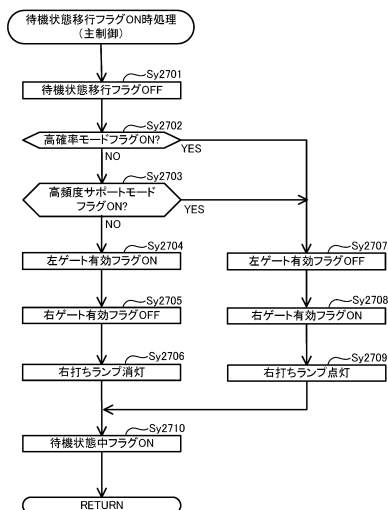 待機状態移行フラグON時処理
（主制御）
Sy2701
待機状態移行フラグOFF
Sy2702
高確率モードフラグON?
YES
NO
Sy2703
高頻度サポートモード
フラグON?
YES
NO
Sy2704
左ゲート有効フラグON
Sy2705
右ゲート有効フラグOFF
Sy2706
右打ちランプ消灯
Sy2707
左ゲート有効フラグOFF
Sy2708
右ゲート有効フラグON
Sy2709
右打ちランプ点灯
Sy2710
待機状態中フラグON
RETURN